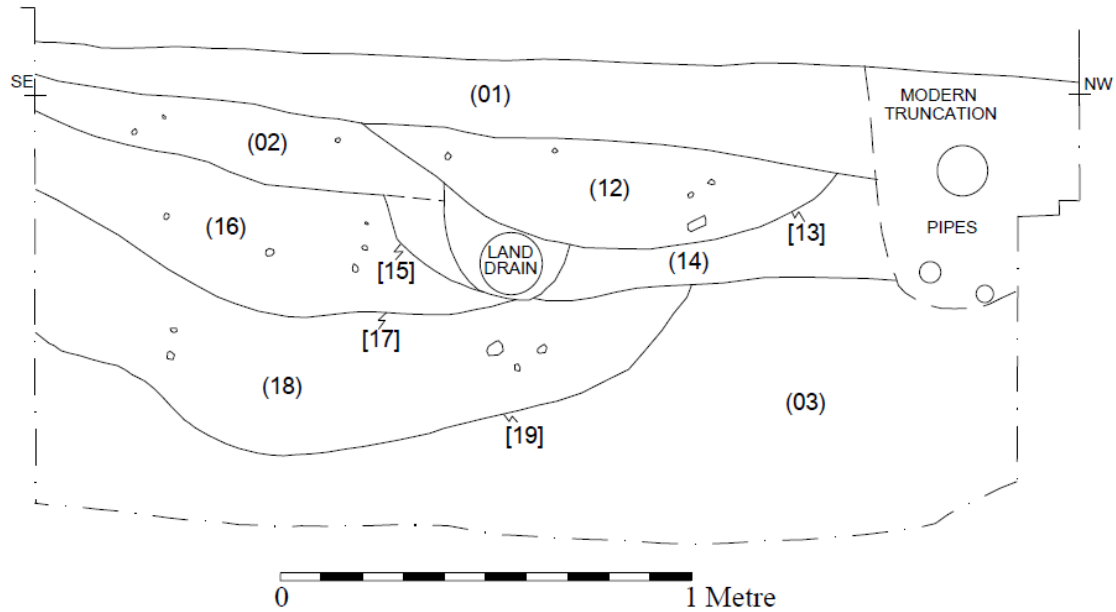 SE
NW
(01)
MODERN
TRUNCATION
(02)
(12)
(16)
[13]
PIPES
LAND
DRAIN
[15]
(14)
[17]
(18)
(03)
[19]
0
1 Metre